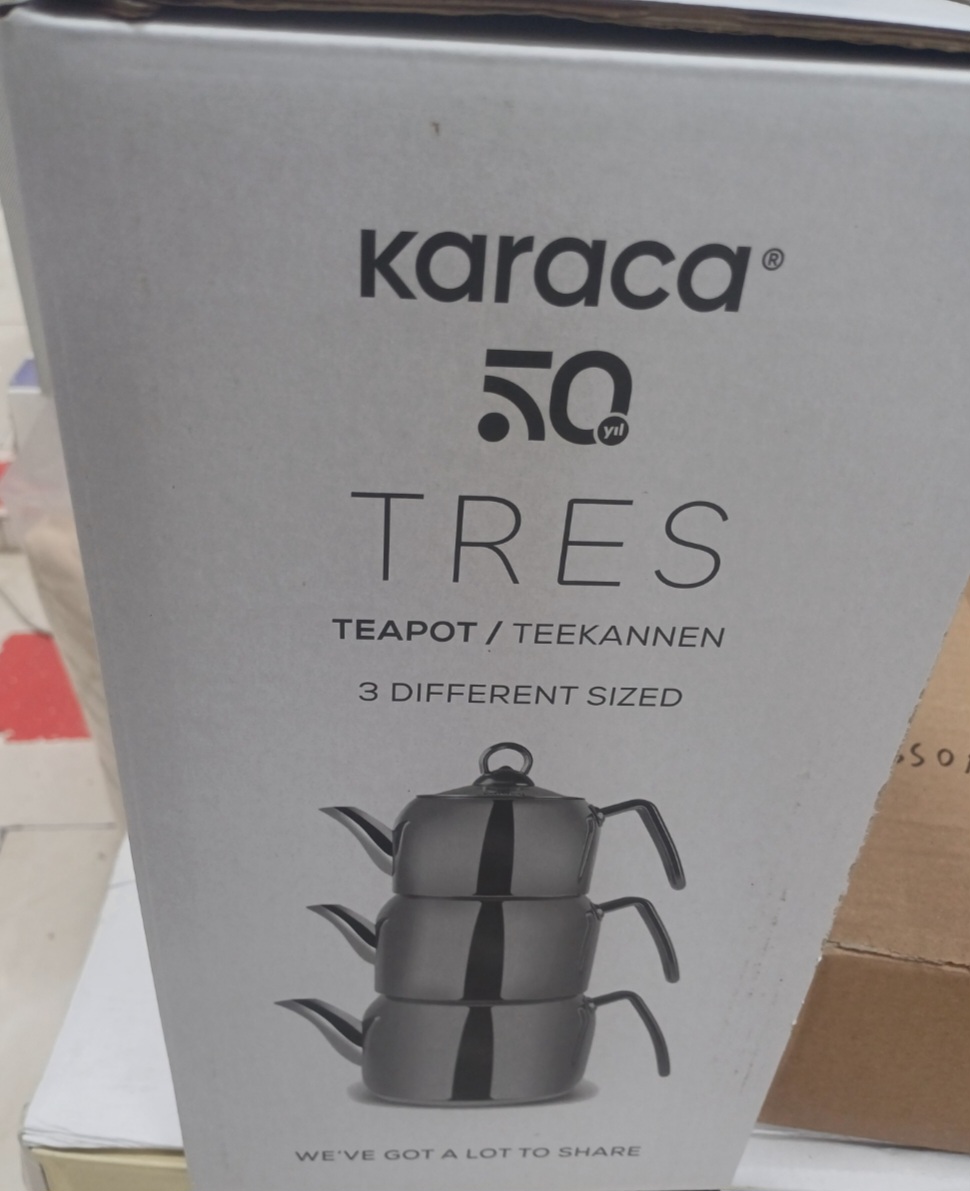 karaca®
50 yıl
TRES
TEAPOT / TEEKANNEN
3 DIFFERENT SIZED
WE'VE GOT A LOT TO SHARE